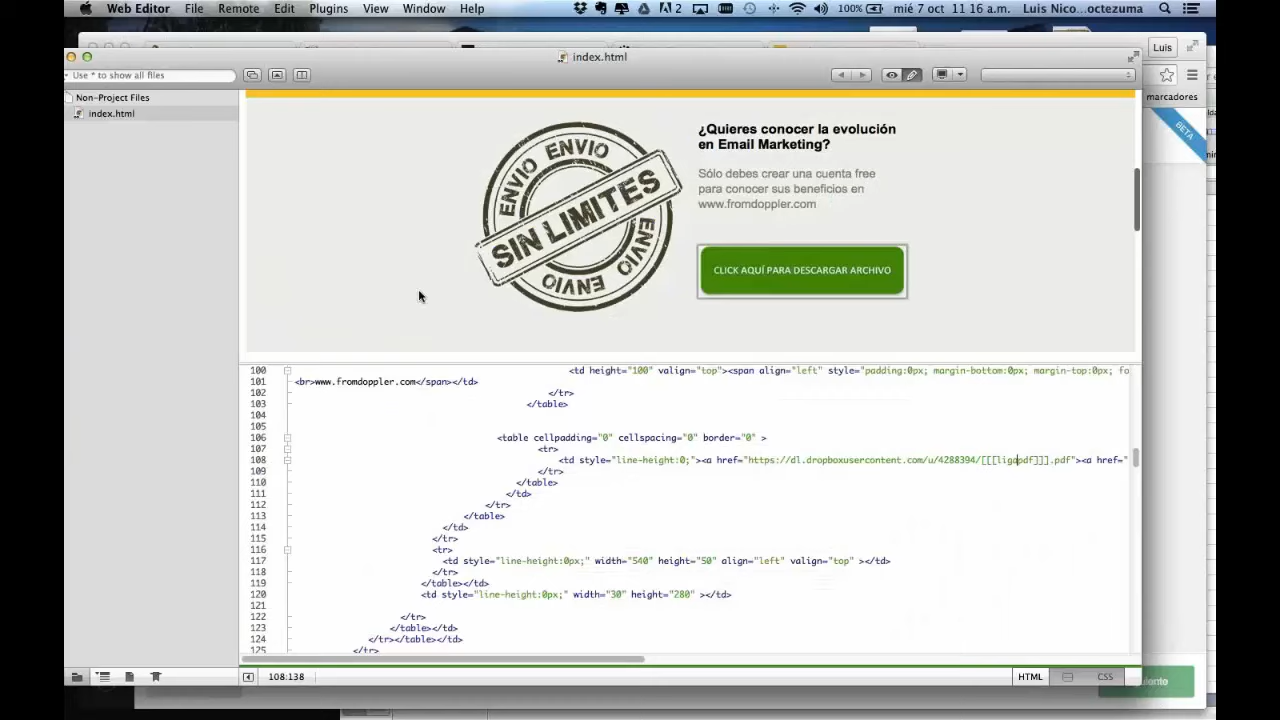 Web Editor File Remote Edit Plugins View Window Help 2 100% mié 7 oct 11 16 a.m. Luis Nico...octezuma
index.html
Luis
Use * to show all files
Non-Project Files
index.html
marcadores
BETA
ENVIO ENVIO
SIN LIMITES
ENVIO ENVIO
¿Quieres conocer la evolución
en Email Marketing?
Sólo debes crear una cuenta free
para conocer sus beneficios en
www.fromdoppler.com
CLICK AQUÍ PARA DESCARGAR ARCHIVO
100 <td height="100" valign="top"><span align="left" style="padding:0px; margin-bottom:0px; margin-top:0px; fo
101 <br>www.fromdoppler.com</span></td>
102 </tr>
103 </table>
104
105
106 <table cellpadding="0" cellspacing="0" border="0" >
107 <tr>
108 <td style="line-height:0;"><a href="https://dl.dropboxusercontent.com/u/4288394/[[[ligapdf]]].pdf"><a href="
109 </tr>
110 </table>
111 </td>
112 </tr>
113 </table>
114 </td>
115 </tr>
116 <tr>
117 <td style="line-height:0px;" width="540" height="50" align="left" valign="top" ></td>
118 </tr>
119 </table></td>
120 <td style="line-height:0px;" width="30" height="280" ></td>
121
122 </tr>
123 </table></td>
124 </tr></table></td>
125 </tr>
108:138
HTML CSS